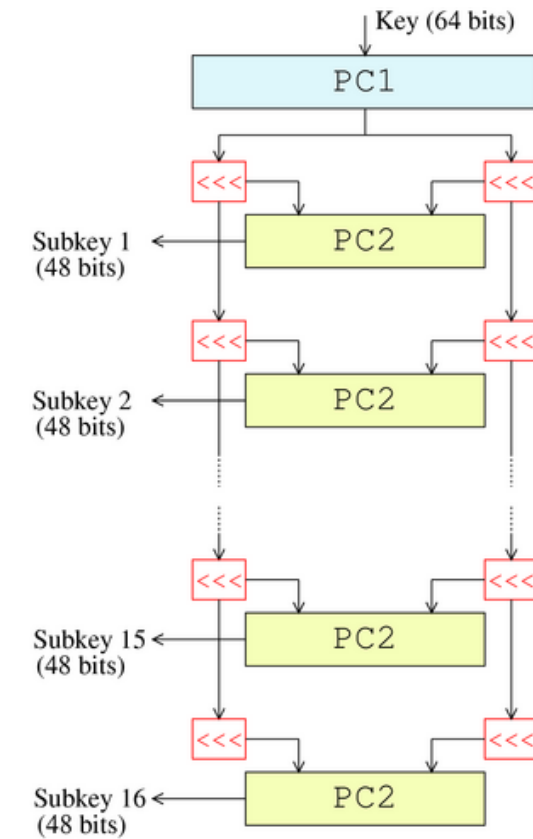 Key (64 bits)
PC1
<<< <<<
PC2
Subkey 1
(48 bits)
<<< <<<
PC2
Subkey 2
(48 bits)
<<< <<<
PC2
Subkey 15
(48 bits)
<<< <<<
PC2
Subkey 16
(48 bits)